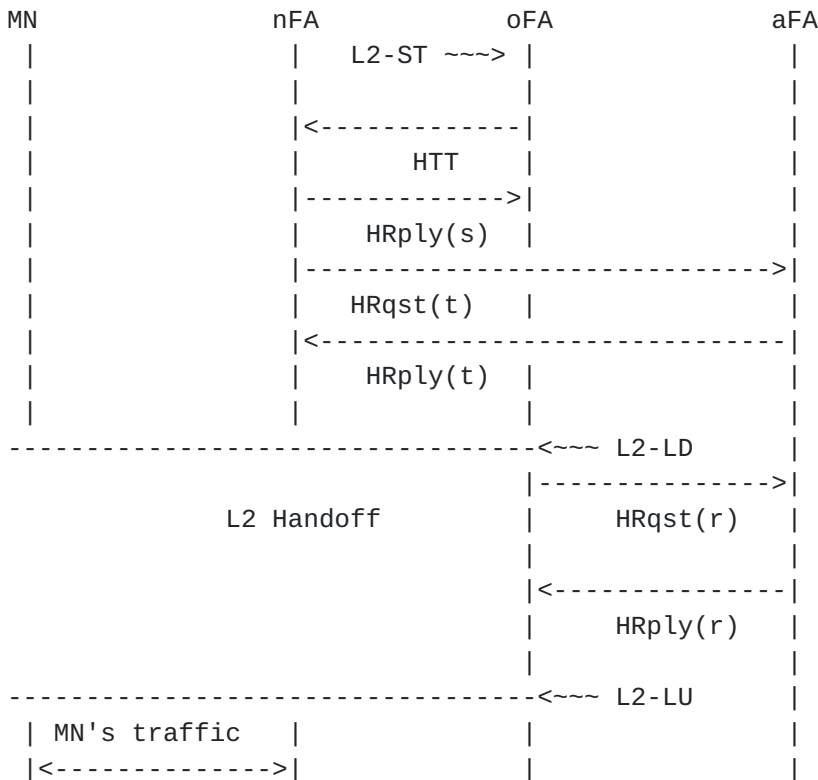 MN nFA oFA aFA
| L2-ST ~~~> | |
| | | |
| |<-------------| |
| | HTT | |
| |------------->| |
| | HRply(s) | |
| |------------------------------>|
| | HRqst(t) | |
| |<------------------------------|
| | HRply(t) | |
| | | |
----------------------------------<~~~ L2-LD |
|--------------->|
L2 Handoff | HRqst(r) |
| |
|<---------------|
| HRply(r) |
| |
----------------------------------<~~~ L2-LU |
| MN's traffic | | |
|<-------------->| | |